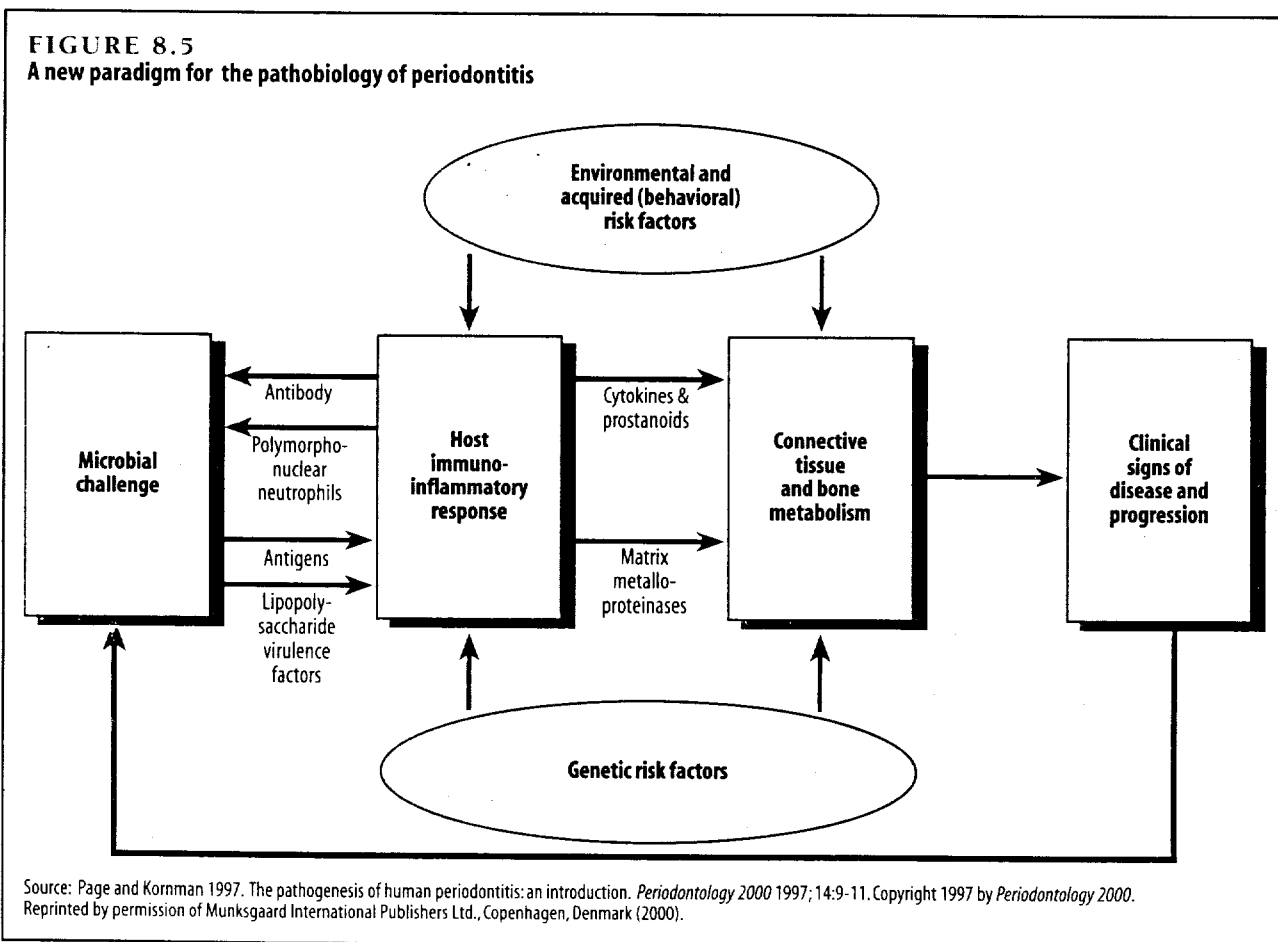 FIGURE 8.5
A new paradigm for the pathobiology of periodontitis
Environmental and
acquired (behavioral)
risk factors
Microbial
challenge
Antibody
Polymorpho-
nuclear
neutrophils
Antigens
Lipopoly-
saccharide
virulence
factors
Host
immuno-
inflammatory
response
Cytokines &
prostanoids
Matrix
metallo-
proteinases
Connective
tissue
and bone
metabolism
Clinical
signs of
disease and
progression
Genetic risk factors
Source: Page and Kornman 1997. The pathogenesis of human periodontitis: an introduction. Periodontology 2000 1997; 14:9-11. Copyright 1997 by Periodontology 2000.
Reprinted by permission of Munksgaard International Publishers Ltd., Copenhagen, Denmark (2000).